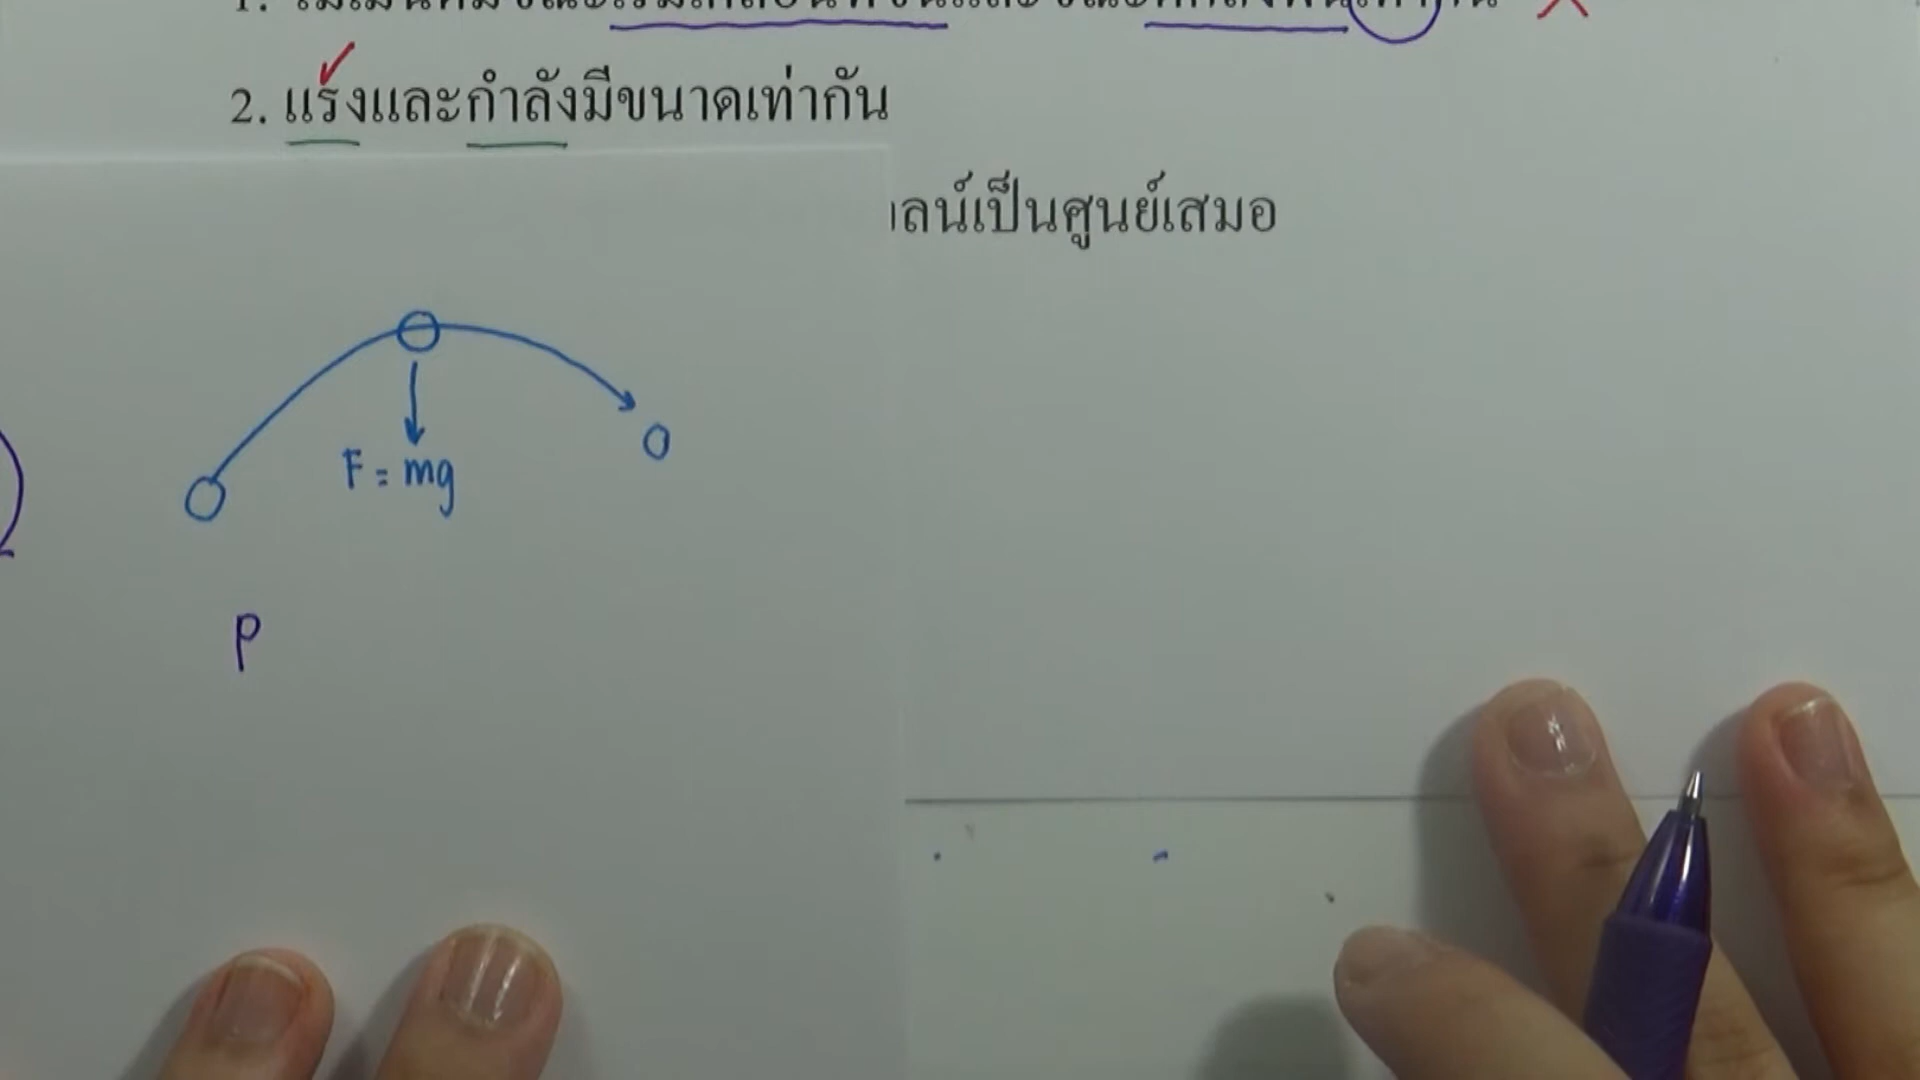 2. แรงและกำลังมีขนาดเท่ากัน
ลน์เป็นศูนย์เสมอ
F = mg
P